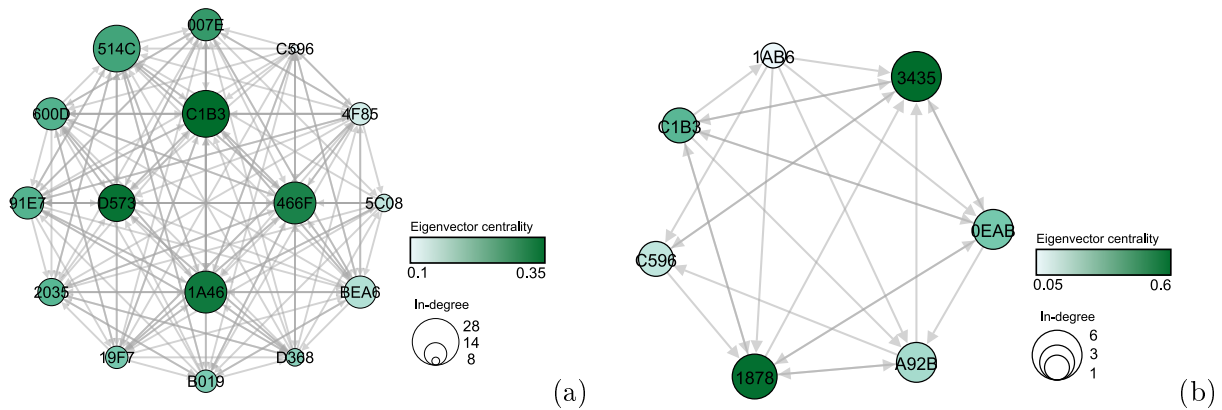 007E
514C
C596
600D
C1B3
4F85
91E7
D573
466F
5C08
2035
1A46
BEA6
19F7
B019
D368
Eigenvector centrality
0.1 0.35
In-degree
28
14
8
(a)
1AB6
3435
C1B3
0EAB
C596
A92B
1878
Eigenvector centrality
0.05 0.6
In-degree
6
3
1
(b)